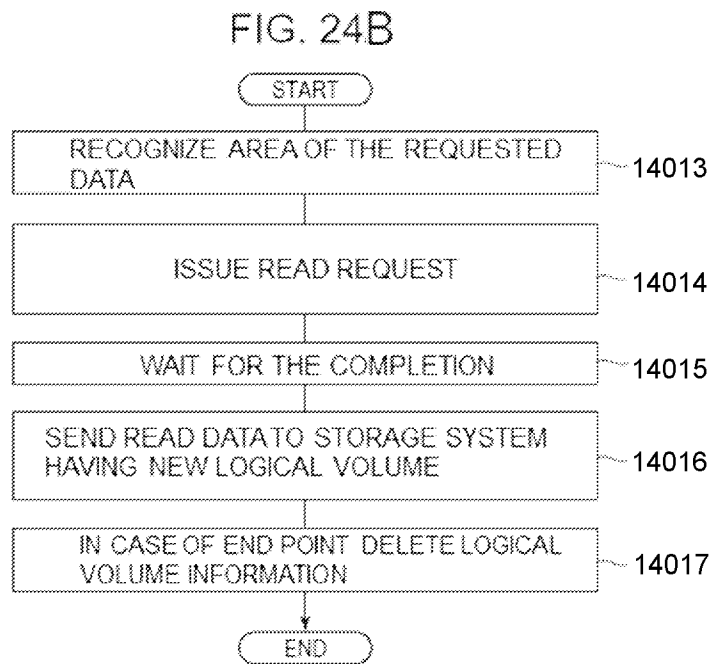 FIG. 24B
START
RECOGNIZE AREA OF THE REQUESTED
DATA
14013
ISSUE READ REQUEST
14014
WAIT FOR THE COMPLETION
14015
SEND READ DATA TO STORAGE SYSTEM
HAVING NEW LOGICAL VOLUME
14016
IN CASE OF END POINT DELETE LOGICAL
VOLUME INFORMATION
14017
END